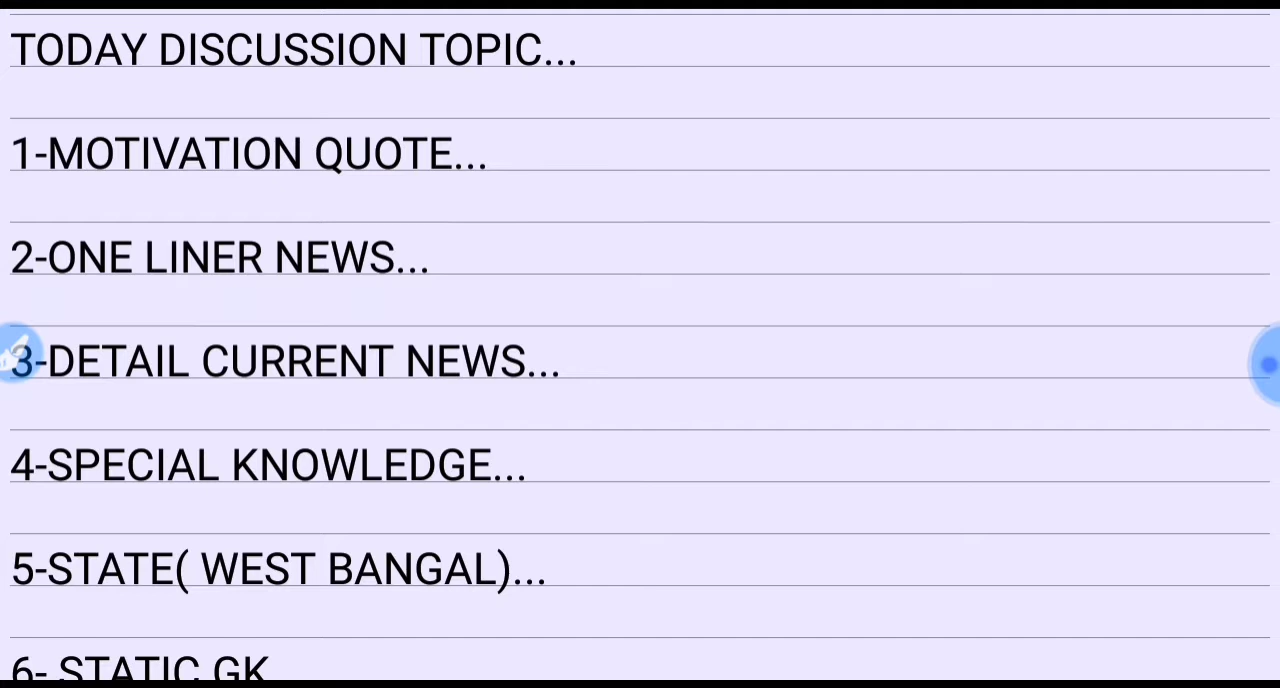 TODAY DISCUSSION TOPIC...
1-MOTIVATION QUOTE...
2-ONE LINER NEWS...
3-DETAIL CURRENT NEWS...
4-SPECIAL KNOWLEDGE...
5-STATE( WEST BANGAL)...
6- STATIC GK